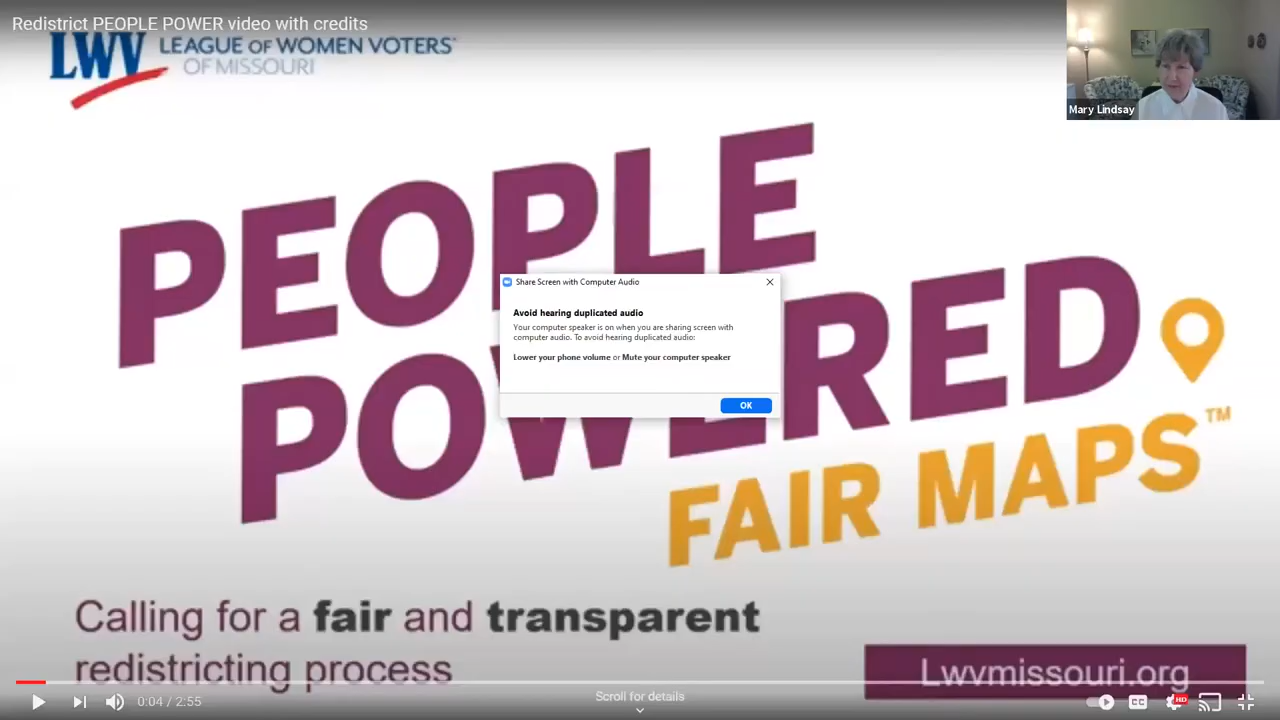 Redistrict PEOPLE POWER video with credits
LWV LEAGUE OF WOMEN VOTERS®
OF MISSOURI
Mary Lindsay
PEOPLE
POWERED
FAIR MAPS™
Share Screen with Computer Audio
Avoid hearing duplicated audio
Your computer speaker is on when you are sharing screen with
computer audio. To avoid hearing duplicated audio:
Lower your phone volume or Mute your computer speaker
OK
Calling for a fair and transparent
redistricting process
Lwvmissouri.org
0:04 / 2:55
Scroll for details
CC
HD